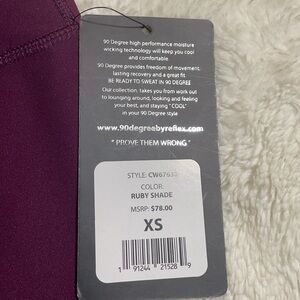 90 Degree high performance moisture
wicking technology will keep you cool
and comfortable.
90 Degree provides freedom of movement,
lasting recovery and a great fit.
BE READY TO SWEAT IN 90 DEGREE
Our collection, takes you from work out
to lounging around, looking and feeling
your best, and staying "COOL"
in your 90 Degree style
www.90degreebyreflex.com
"PROVE THEM WRONG"
STYLE:
COLOR:
RUBY SHADE
MSRP: $78.00
XS
1 91244 21528 9